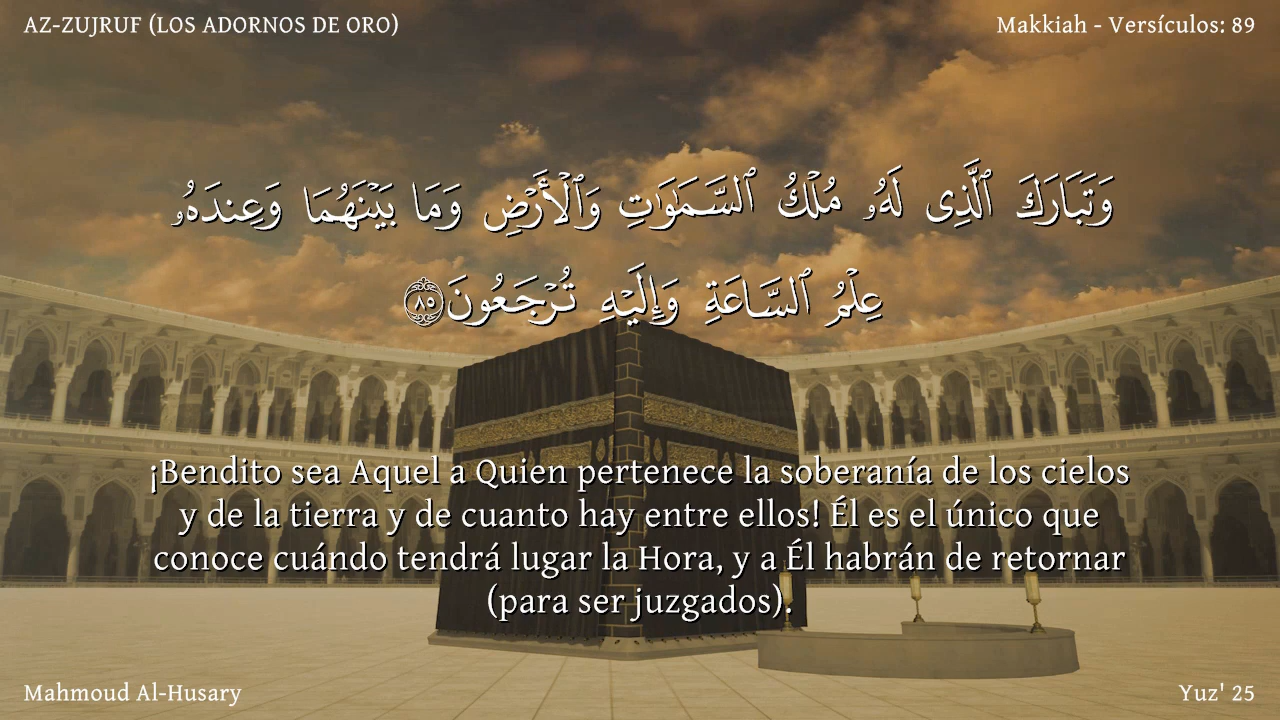 AZ-ZUJRUF (LOS ADORNOS DE ORO)
Makkiah - Versículos: 89
وَتَبَارَكَ ٱلَّذِى لَهُۥ مُلْكُ ٱلسَّمَـٰوَٰتِ وَٱلْأَرْضِ وَمَا بَيْنَهُمَا وَعِندَهُۥ
عِلْمُ ٱلسَّاعَةِ وَإِلَيْهِ تُرْجَعُونَ ٨٥
¡Bendito sea Aquel a Quien pertenece la soberanía de los cielos
y de la tierra y de cuanto hay entre ellos! Él es el único que
conoce cuándo tendrá lugar la Hora, y a Él habrán de retornar
(para ser juzgados).
Mahmoud Al-Husary
Yuz' 25